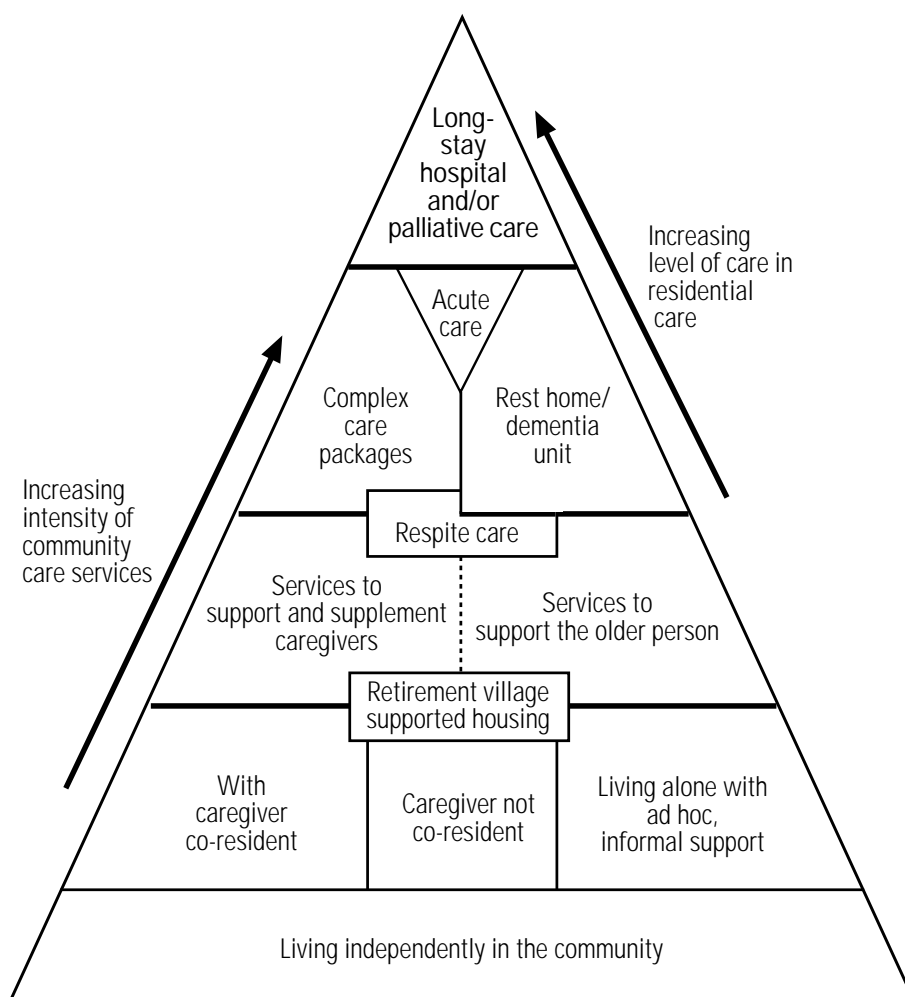 Long-
stay
hospital
and/or
palliative care
Increasing
level of care in
residential
care
Acute
care
Complex
care
packages
Rest home/
dementia
unit
Increasing
intensity of
community
care services
Respite care
Services to
support and supplement
caregivers
Services to
support the older person
Retirement village
supported housing
With
caregiver
co-resident
Caregiver not
co-resident
Living alone with
ad hoc,
informal support
Living independently in the community